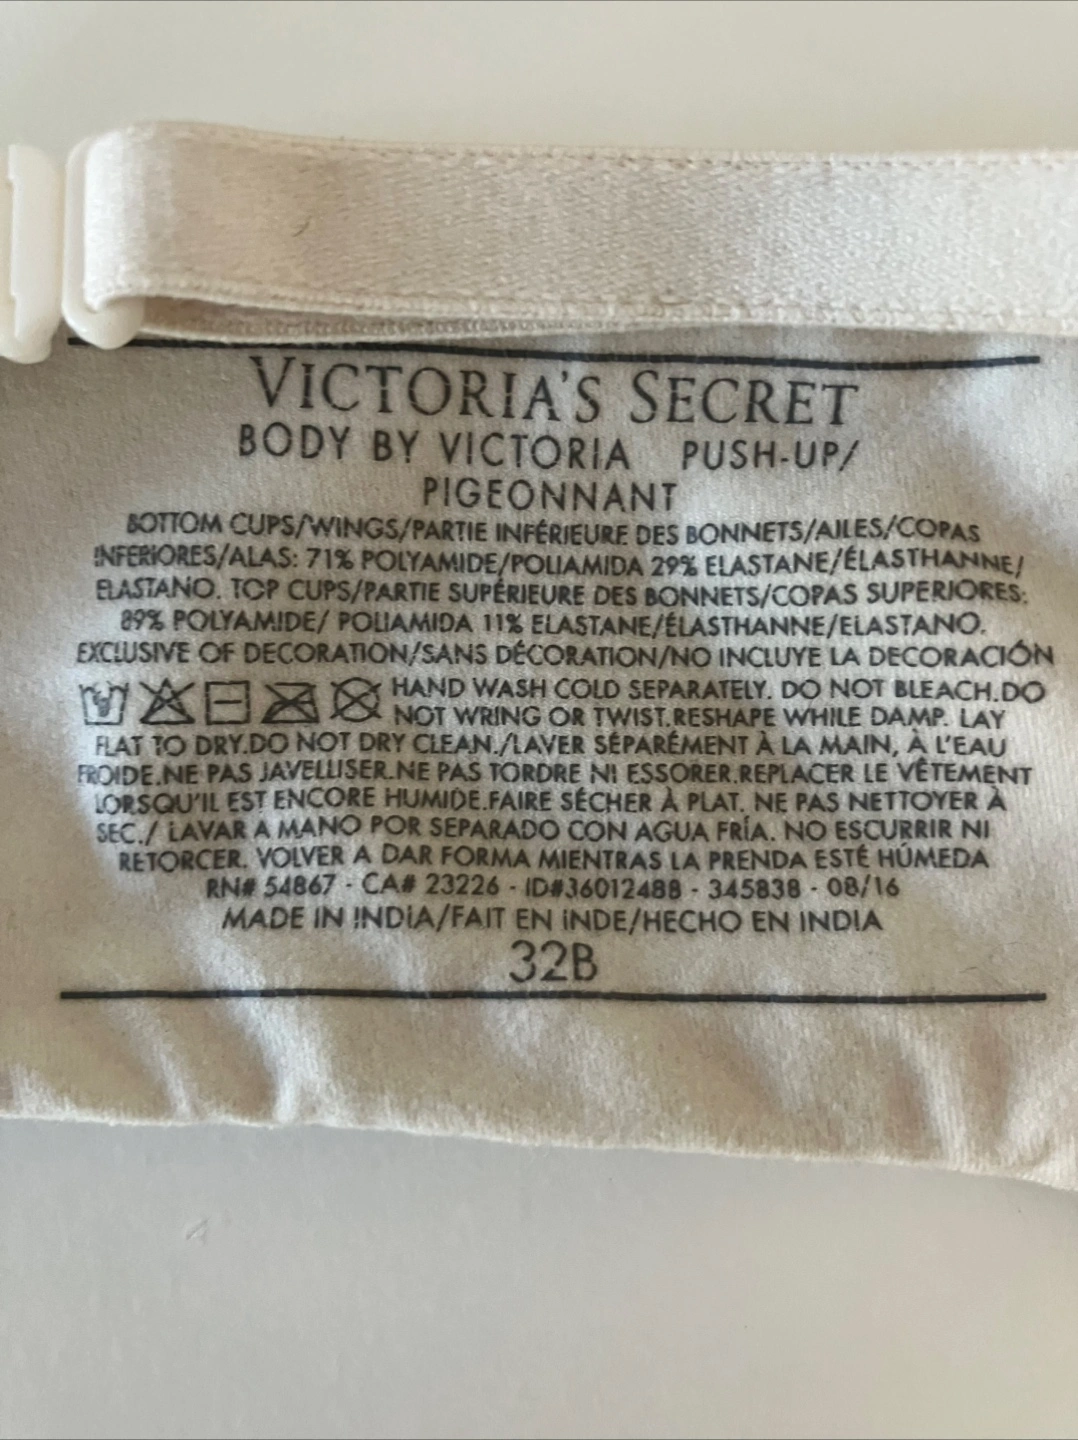 VICTORIA'S SECRET
BODY BY VICTORIA PUSH-UP/
PIGEONNANT
BOTTOM CUPS/WINGS/PARTIE INFÉRIEURE DES BONNETS/AILES/COPAS
INFERIORES/ALAS: 71% POLYAMIDE/POLIAMIDA 29% ELASTANE/ÉLASTHANNE/
ELASTANO. TOP CUPS/PARTIE SUPÉRIEURE DES BONNETS/COPAS SUPERIORES:
89% POLYAMIDE/ POLIAMIDA 11% ELASTANE/ÉLASTHANNE/ELASTANO.
EXCLUSIVE OF DECORATION/SANS DÉCORATION/NO INCLUYE LA DECORACIÓN
HAND WASH COLD SEPARATELY. DO NOT BLEACH.DO
NOT WRING OR TWIST.RESHAPE WHILE DAMP. LAY
FLAT TO DRY.DO NOT DRY CLEAN./LAVER SÉPARÉMENT À LA MAIN, À L'EAU
FROIDE.NE PAS JAVELLISER.NE PAS TORDRE NI ESSORER.REPLACER LE VÊTEMENT
LORSQU'IL EST ENCORE HUMIDE.FAIRE SÉCHER À PLAT. NE PAS NETTOYER À
SEC./ LAVAR A MANO POR SEPARADO CON AGUA FRÍA. NO ESCURRIR NI
RETORCER. VOLVER A DAR FORMA MIENTRAS LA PRENDA ESTÉ HÚMEDA
RN# 54867 - CA# 23226 - ID#36012488 - 345838 - 08/16
MADE IN INDIA/FAIT EN INDE/HECHO EN INDIA
32B